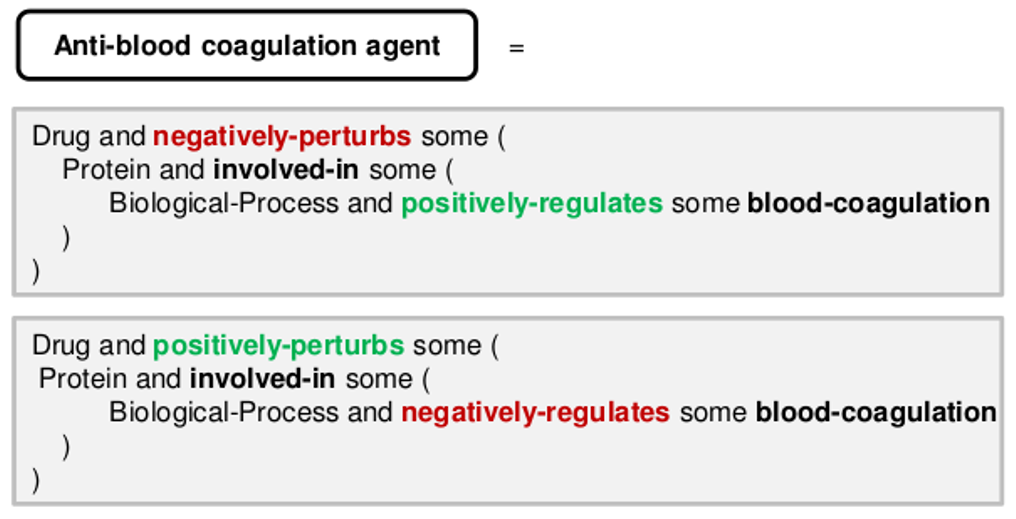 Anti-blood coagulation agent =
Drug and negatively-perturbs some (
Protein and involved-in some (
Biological-Process and positively-regulates some blood-coagulation
)
)
Drug and positively-perturbs some (
Protein and involved-in some (
Biological-Process and negatively-regulates some blood-coagulation
)
)